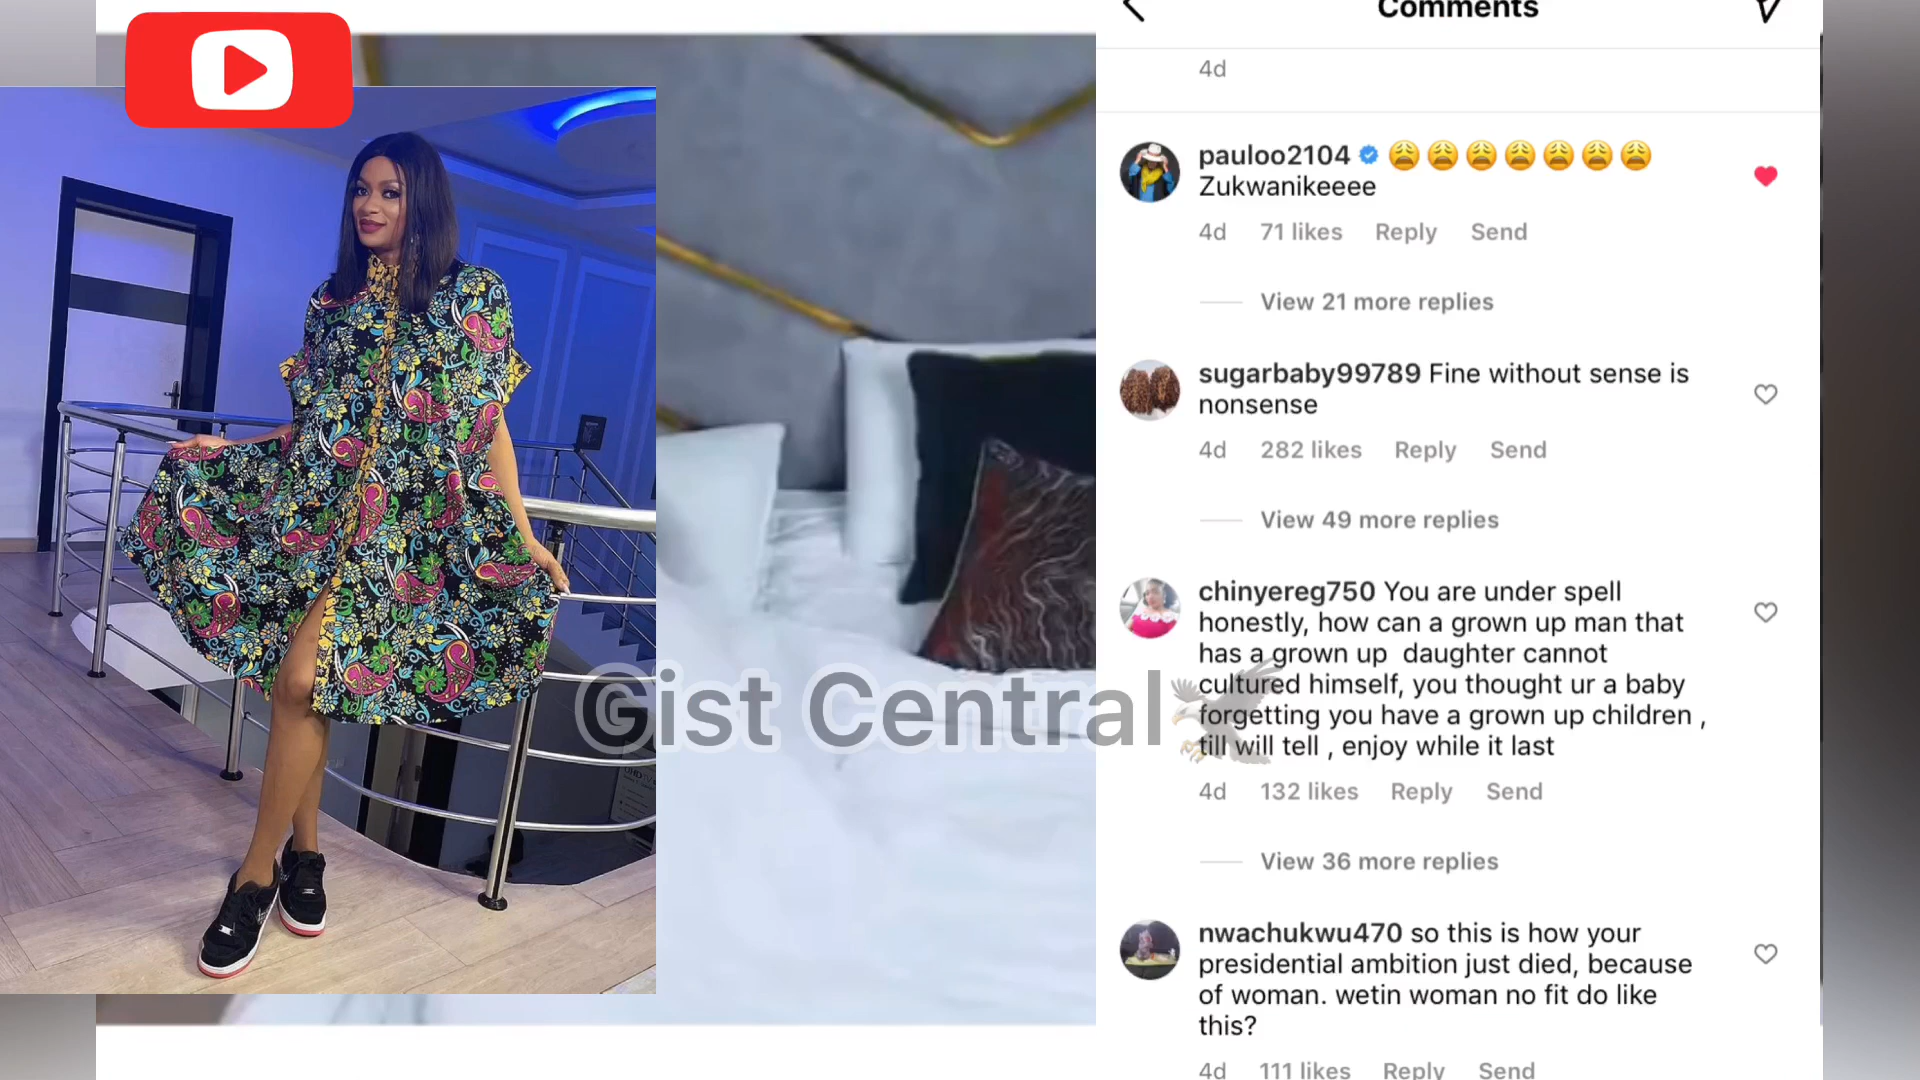 Comments
4d
pauloo2104 😩😩😩😩😩😩😩
Zukwanikeeee
4d 71 likes Reply Send
View 21 more replies
sugarbaby99789 Fine without sense is
nonsense
4d 282 likes Reply Send
View 49 more replies
chinyereg750 You are under spell
honestly, how can a grown up man that
has a grown up daughter cannot
cultured himself, you thought ur a baby
forgetting you have a grown up children ,
till will tell , enjoy while it last
4d 132 likes Reply Send
View 36 more replies
nwachukwu470 so this is how your
presidential ambition just died, because
of woman. wetin woman no fit do like
this?
4d 111 likes Reply Send
Gist Central